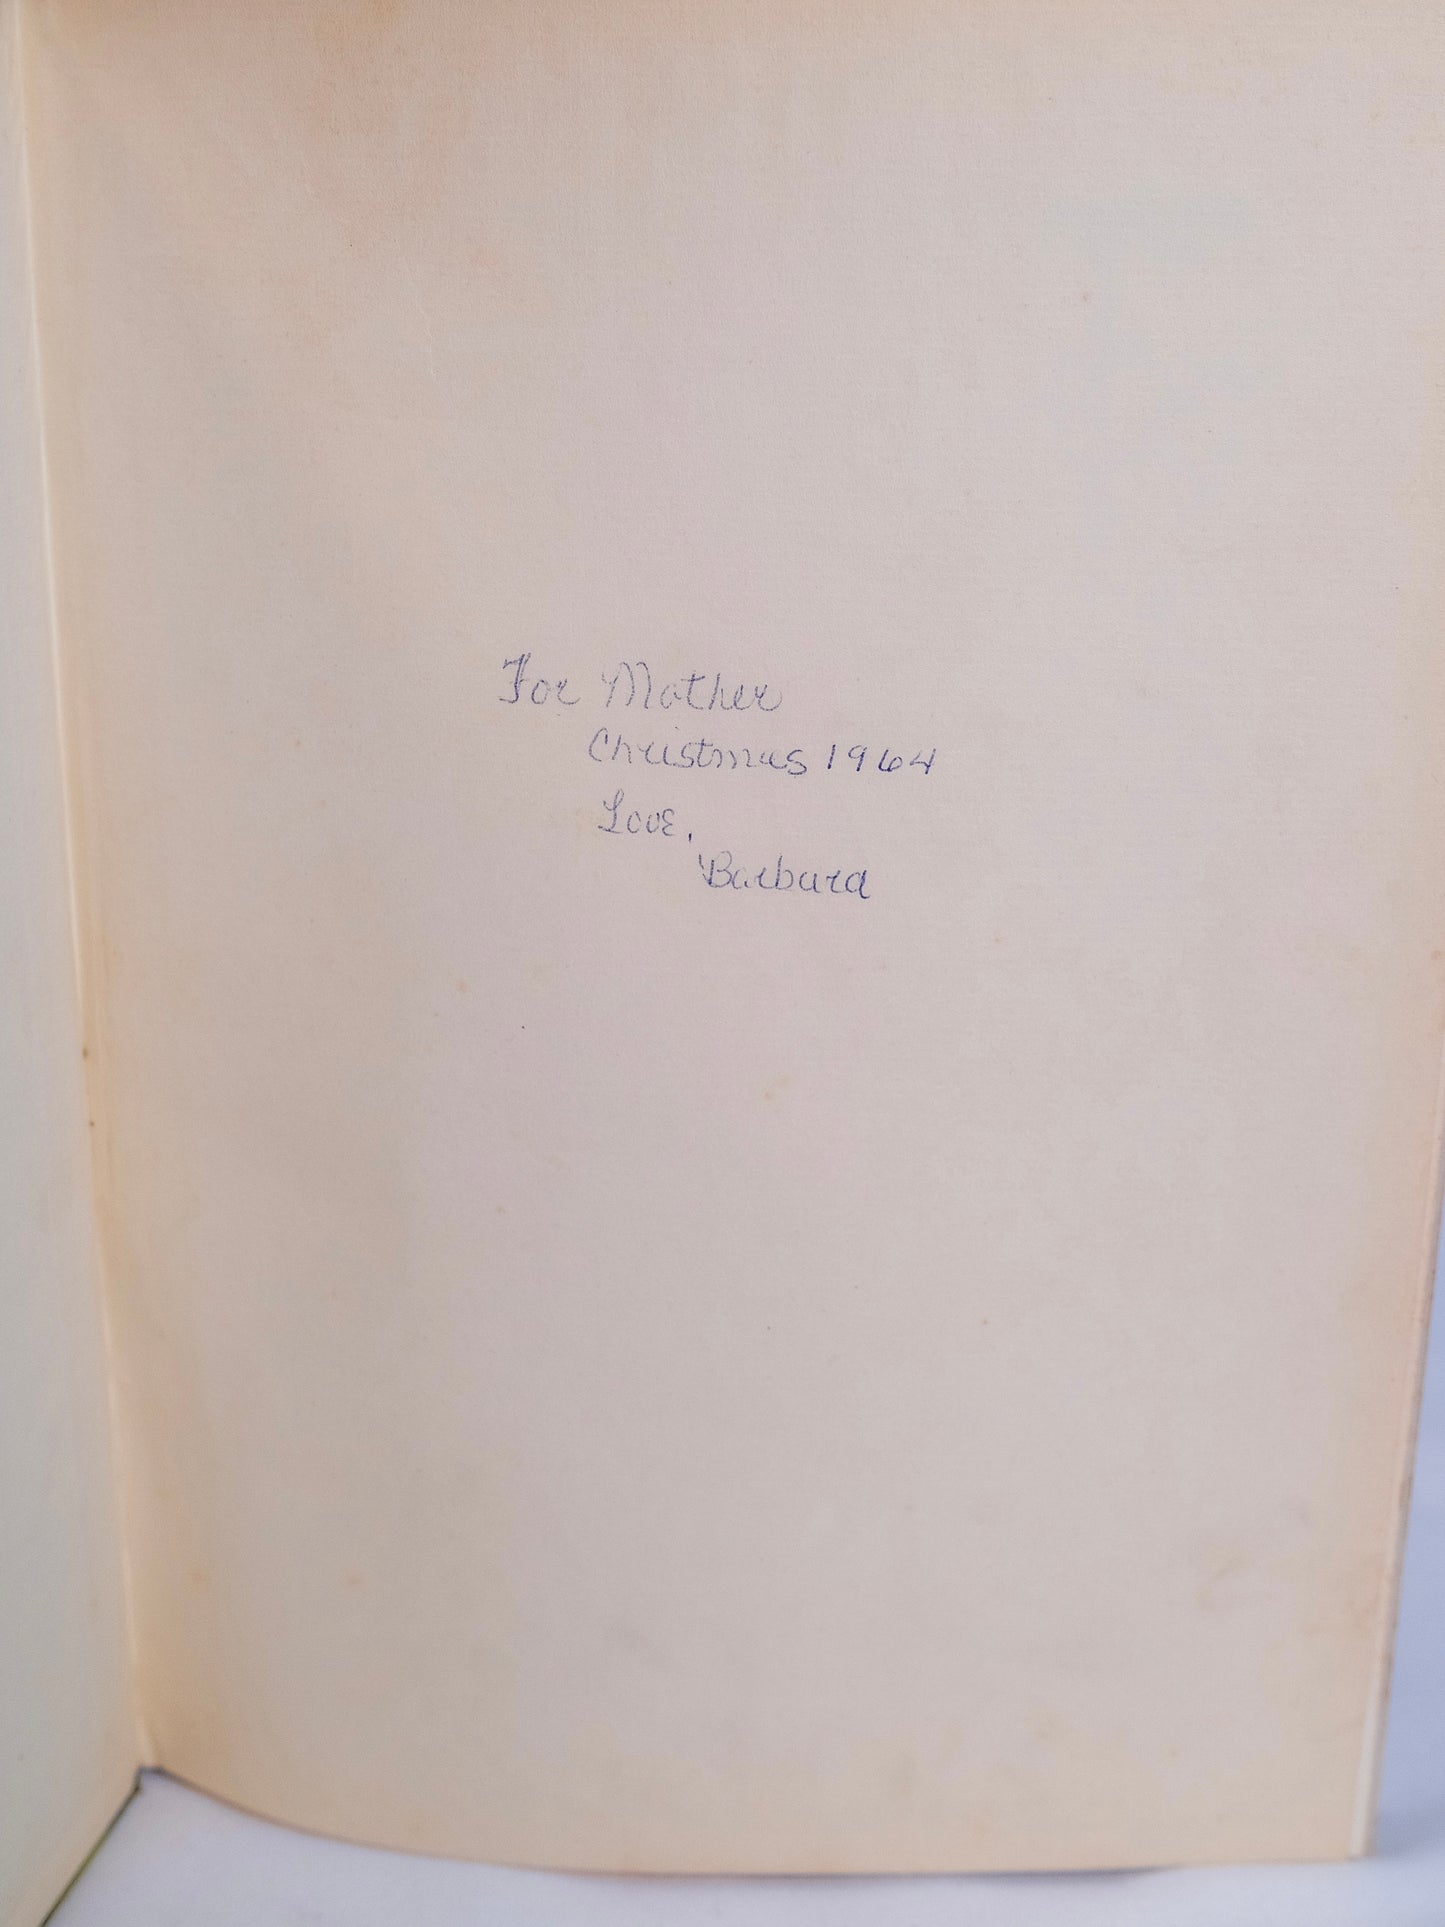 For Mother
Christmas 1964
Love,
Barbara